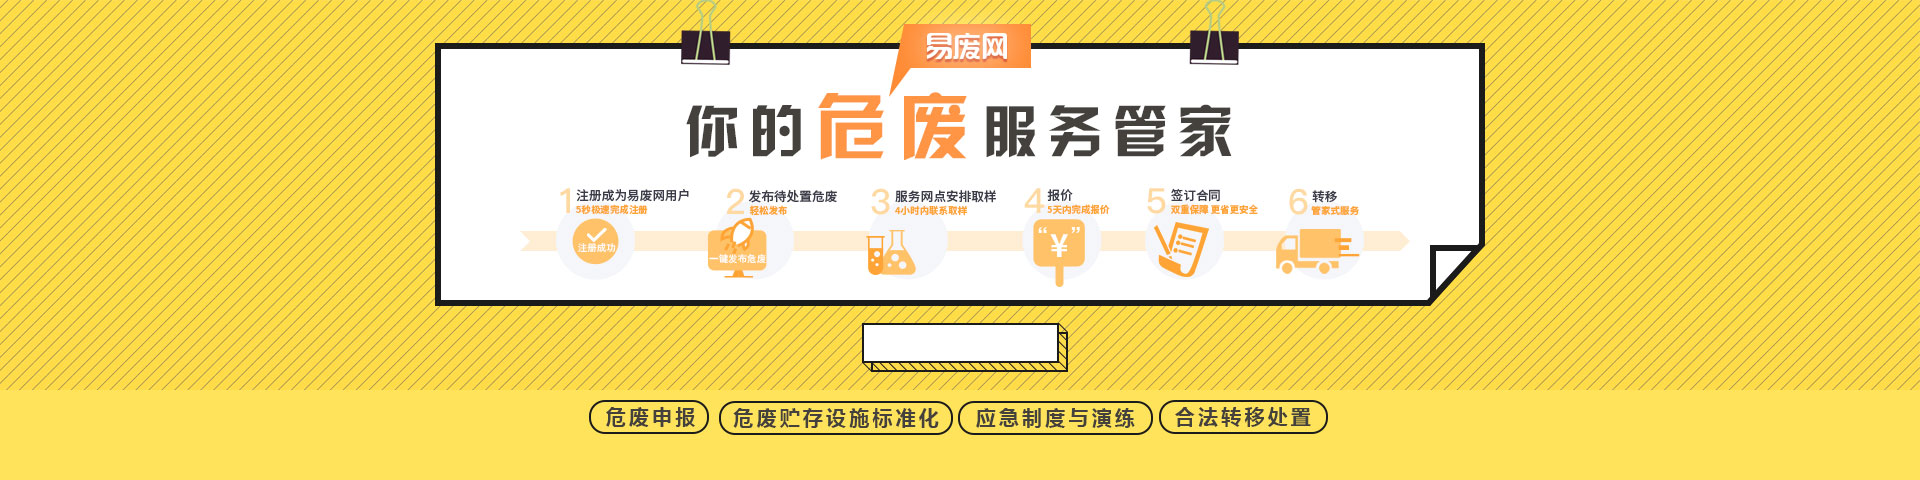 易废网
你的危废服务管家
1 注册成为易废网用户
5秒极速完成注册
注册成功
2 发布待处置危废
轻松发布
一键发布危废
3 服务网点安排取样
4小时内联系取样
4 报价
5天内完成报价
“¥”
5 签订合同
双重保障 更省更安全
6 转移
管家式服务
危废申报
危废贮存设施标准化
应急制度与演练
合法转移处置